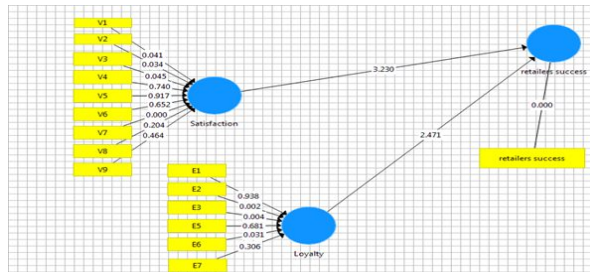 V1
V2
V3
V4
V5
V6
V7
V8
V9
0.041
0.034
0.045
0.740
0.917
0.652
0.000
0.204
0.464
Satisfaction
3.230
retailers success
0.000
2.471
retailers success
E1
E2
E3
E5
E6
E7
0.938
0.002
0.004
0.681
0.031
0.306
Loyalty